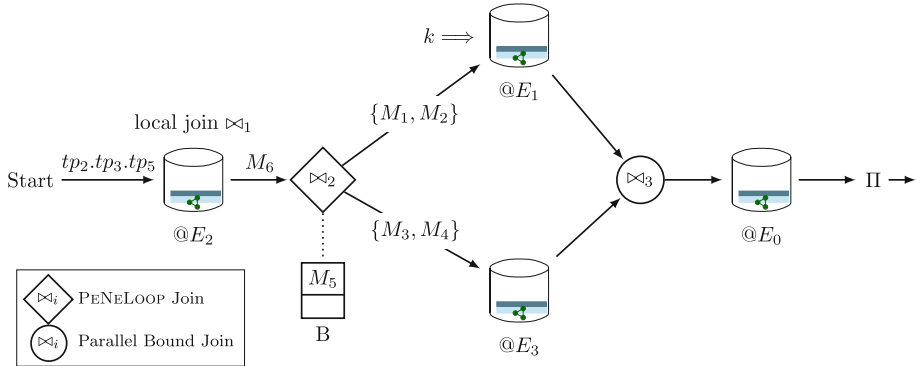 k ⟹
@E₁
local join ⋈₁
{M₁, M₂}
Start
tp₂.tp₃.tp₅
M₆
⋈₂
⋈₃
Π
@E₂
@E₀
{M₃, M₄}
M₅
B
@E₃
⋈ᵢ PeNeLoop Join
⋈ᵢ Parallel Bound Join